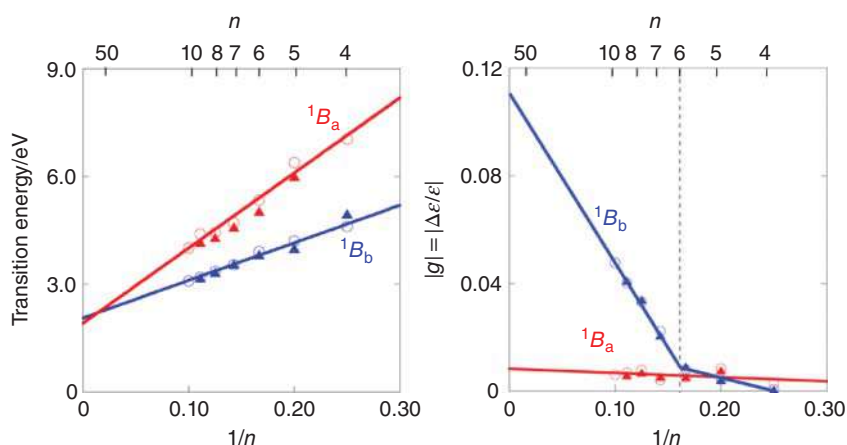 n
50 10 8 7 6 5 4
9.0
6.0
3.0
0
Transition energy/eV
¹Bₐ
¹B_b
0 0.10 0.20 0.30
1/n
n
50 10 8 7 6 5 4
0.12
0.08
0.04
0
|g| = |Δε/ε|
¹B_b
¹Bₐ
0 0.10 0.20 0.30
1/n